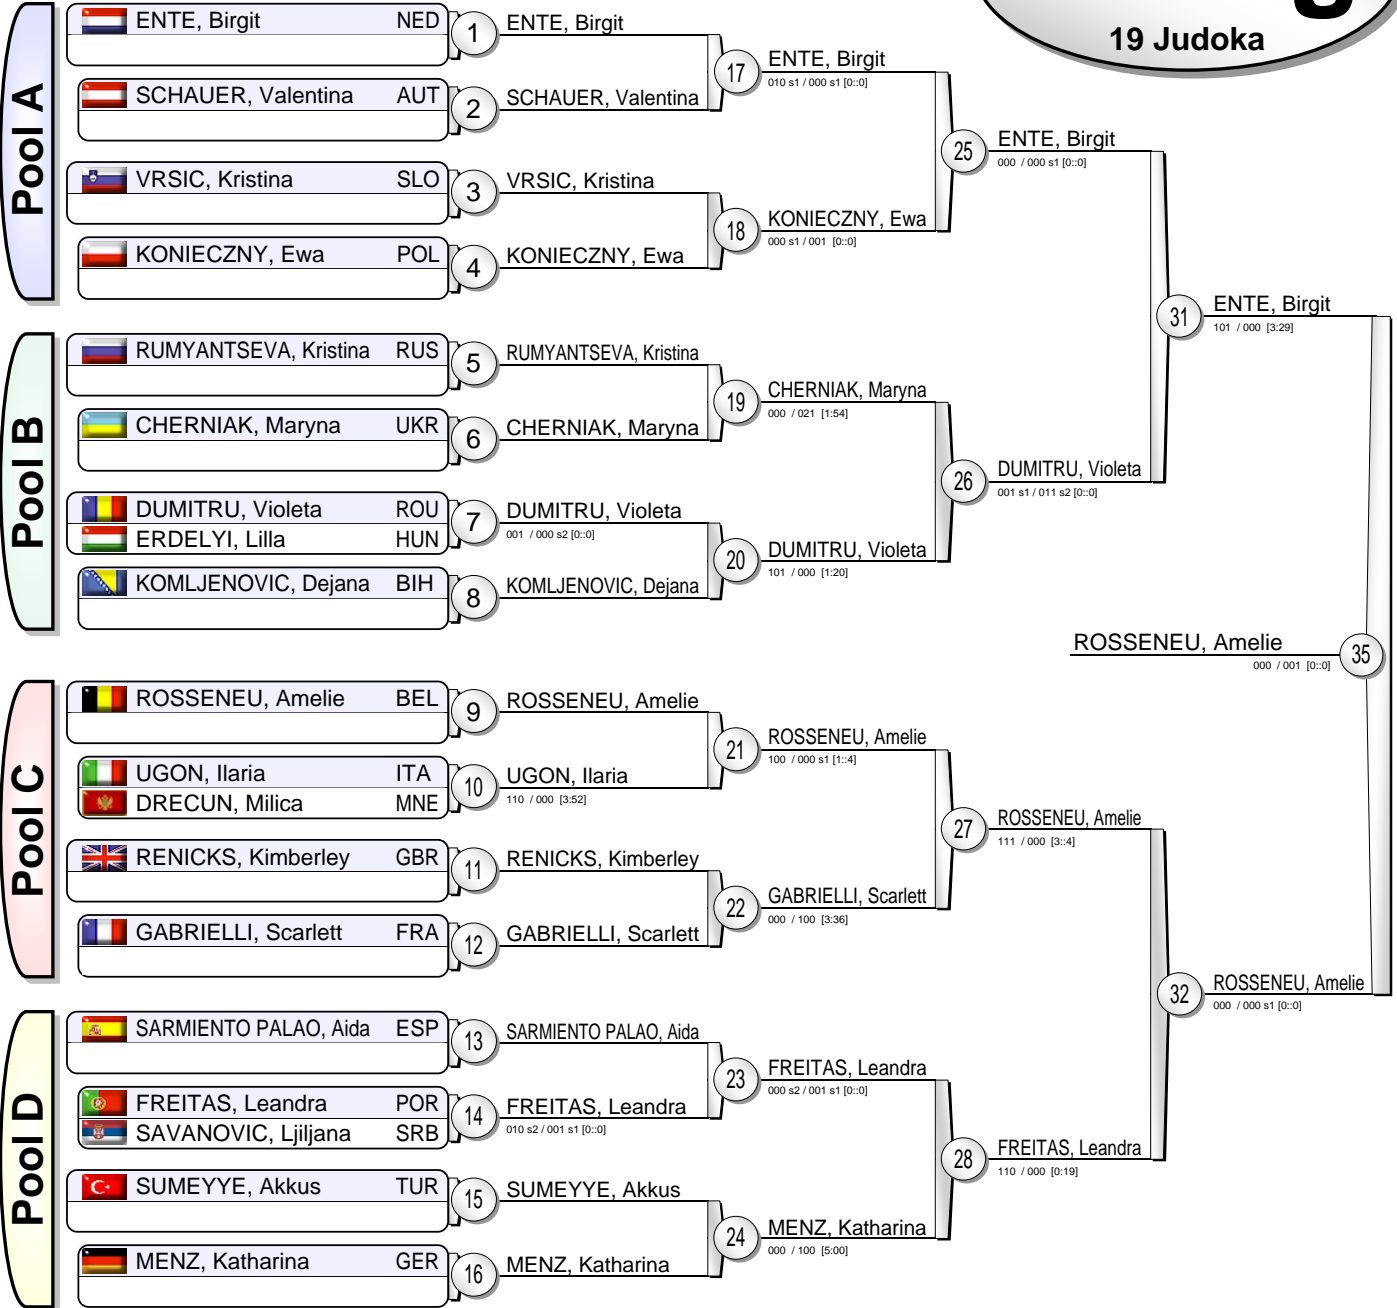 19 Judoka
Pool A
ENTE, Birgit NED
1
ENTE, Birgit
SCHAUER, Valentina AUT
2
SCHAUER, Valentina
17
ENTE, Birgit
010 s1 / 000 s1 [0::0]
VRSIC, Kristina SLO
3
VRSIC, Kristina
KONIECZNY, Ewa POL
4
KONIECZNY, Ewa
18
KONIECZNY, Ewa
000 s1 / 001 [0::0]
25
ENTE, Birgit
000 / 000 s1 [0::0]
Pool B
RUMYANTSEVA, Kristina RUS
5
RUMYANTSEVA, Kristina
CHERNIAK, Maryna UKR
6
CHERNIAK, Maryna
19
CHERNIAK, Maryna
000 / 021 [1:54]
DUMITRU, Violeta ROU
ERDELYI, Lilla HUN
7
DUMITRU, Violeta
001 / 000 s2 [0::0]
KOMLJENOVIC, Dejana BIH
8
KOMLJENOVIC, Dejana
20
DUMITRU, Violeta
101 / 000 [1:20]
26
DUMITRU, Violeta
001 s1 / 011 s2 [0::0]
31
ENTE, Birgit
101 / 000 [3:29]
ROSSENEU, Amelie
000 / 001 [0::0]
35
Pool C
ROSSENEU, Amelie BEL
9
ROSSENEU, Amelie
UGON, Ilaria ITA
DRECUN, Milica MNE
10
UGON, Ilaria
110 / 000 [3:52]
21
ROSSENEU, Amelie
100 / 000 s1 [1::4]
RENICKS, Kimberley GBR
11
RENICKS, Kimberley
GABRIELLI, Scarlett FRA
12
GABRIELLI, Scarlett
22
GABRIELLI, Scarlett
000 / 100 [3:36]
27
ROSSENEU, Amelie
111 / 000 [3::4]
Pool D
SARMIENTO PALAO, Aida ESP
13
SARMIENTO PALAO, Aida
FREITAS, Leandra POR
SAVANOVIC, Ljiljana SRB
14
FREITAS, Leandra
010 s2 / 001 s1 [0::0]
23
FREITAS, Leandra
000 s2 / 001 s1 [0::0]
SUMEYYE, Akkus TUR
15
SUMEYYE, Akkus
MENZ, Katharina GER
16
MENZ, Katharina
24
MENZ, Katharina
000 / 100 [5:00]
28
FREITAS, Leandra
110 / 000 [0:19]
32
ROSSENEU, Amelie
000 / 000 s1 [0::0]